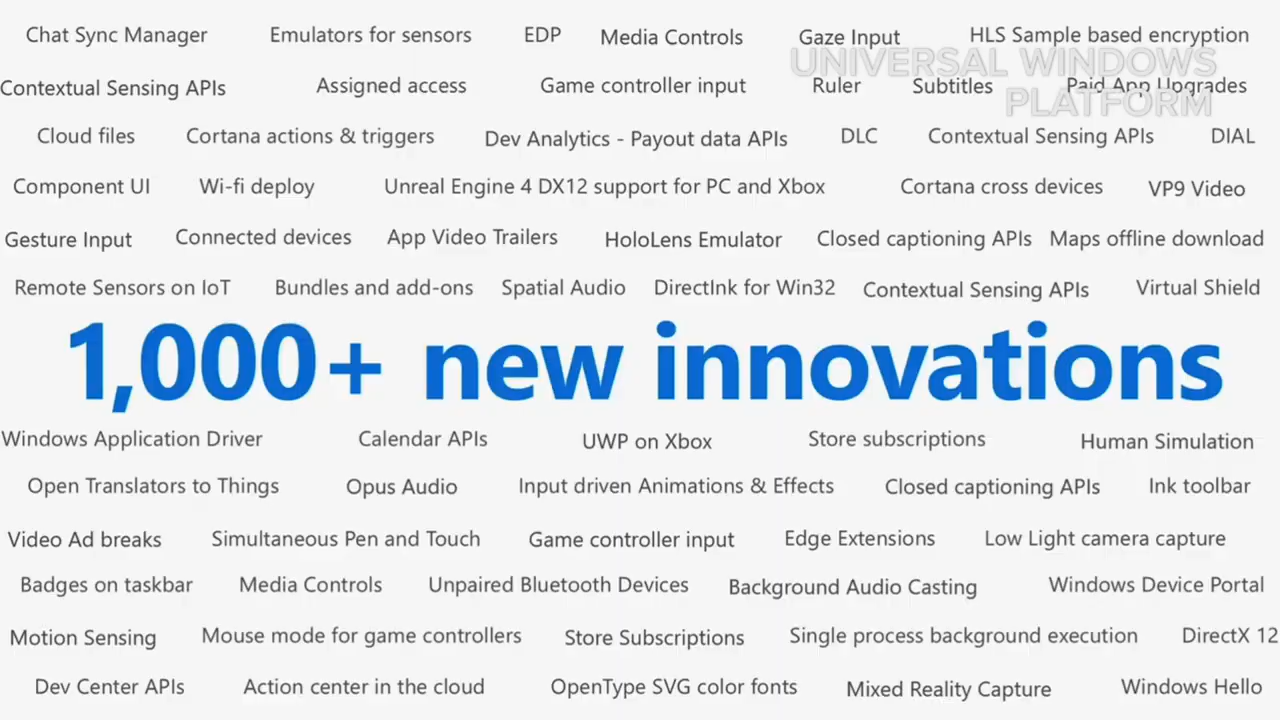 Chat Sync Manager Emulators for sensors EDP Media Controls Gaze Input HLS Sample based encryption
UNIVERSAL WINDOWS
PLATFORM
Contextual Sensing APIs Assigned access Game controller input Ruler Subtitles Paid App Upgrades
Cloud files Cortana actions & triggers Dev Analytics - Payout data APIs DLC Contextual Sensing APIs DIAL
Component UI Wi-fi deploy Unreal Engine 4 DX12 support for PC and Xbox Cortana cross devices VP9 Video
Gesture Input Connected devices App Video Trailers HoloLens Emulator Closed captioning APIs Maps offline download
Remote Sensors on IoT Bundles and add-ons Spatial Audio DirectInk for Win32 Contextual Sensing APIs Virtual Shield
1,000+ new innovations
Windows Application Driver Calendar APIs UWP on Xbox Store subscriptions Human Simulation
Open Translators to Things Opus Audio Input driven Animations & Effects Closed captioning APIs Ink toolbar
Video Ad breaks Simultaneous Pen and Touch Game controller input Edge Extensions Low Light camera capture
Badges on taskbar Media Controls Unpaired Bluetooth Devices Background Audio Casting Windows Device Portal
Motion Sensing Mouse mode for game controllers Store Subscriptions Single process background execution DirectX 12
Dev Center APIs Action center in the cloud OpenType SVG color fonts Mixed Reality Capture Windows Hello